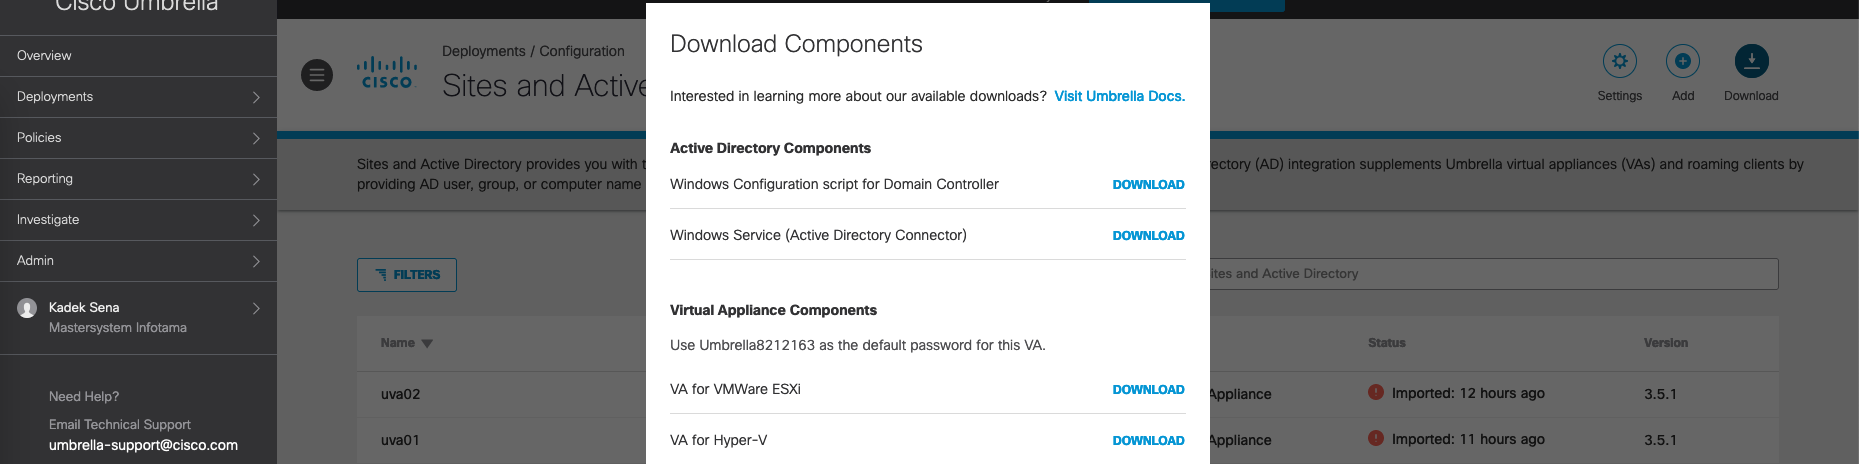 Cisco Umbrella
Overview
Deployments
Policies
Reporting
Investigate
Admin
Kadek Sena
Mastersystem Infotama
Need Help?
Email Technical Support
umbrella-support@cisco.com
CISCO
Deployments / Configuration
Sites and Active
Settings
Add
Download
Sites and Active Directory provides you with
providing AD user, group, or computer name
(AD) integration supplements Umbrella virtual appliances (VAs) and roaming clients by
FILTERS
and Active Directory
Name
Status
Version
uva02
Appliance
Imported: 12 hours ago
3.5.1
uva01
Appliance
Imported: 11 hours ago
3.5.1
Download Components
Interested in learning more about our available downloads? Visit Umbrella Docs.
Active Directory Components
Windows Configuration script for Domain Controller
DOWNLOAD
Windows Service (Active Directory Connector)
DOWNLOAD
Virtual Appliance Components
Use Umbrella8212163 as the default password for this VA.
VA for VMWare ESXi
DOWNLOAD
VA for Hyper-V
DOWNLOAD